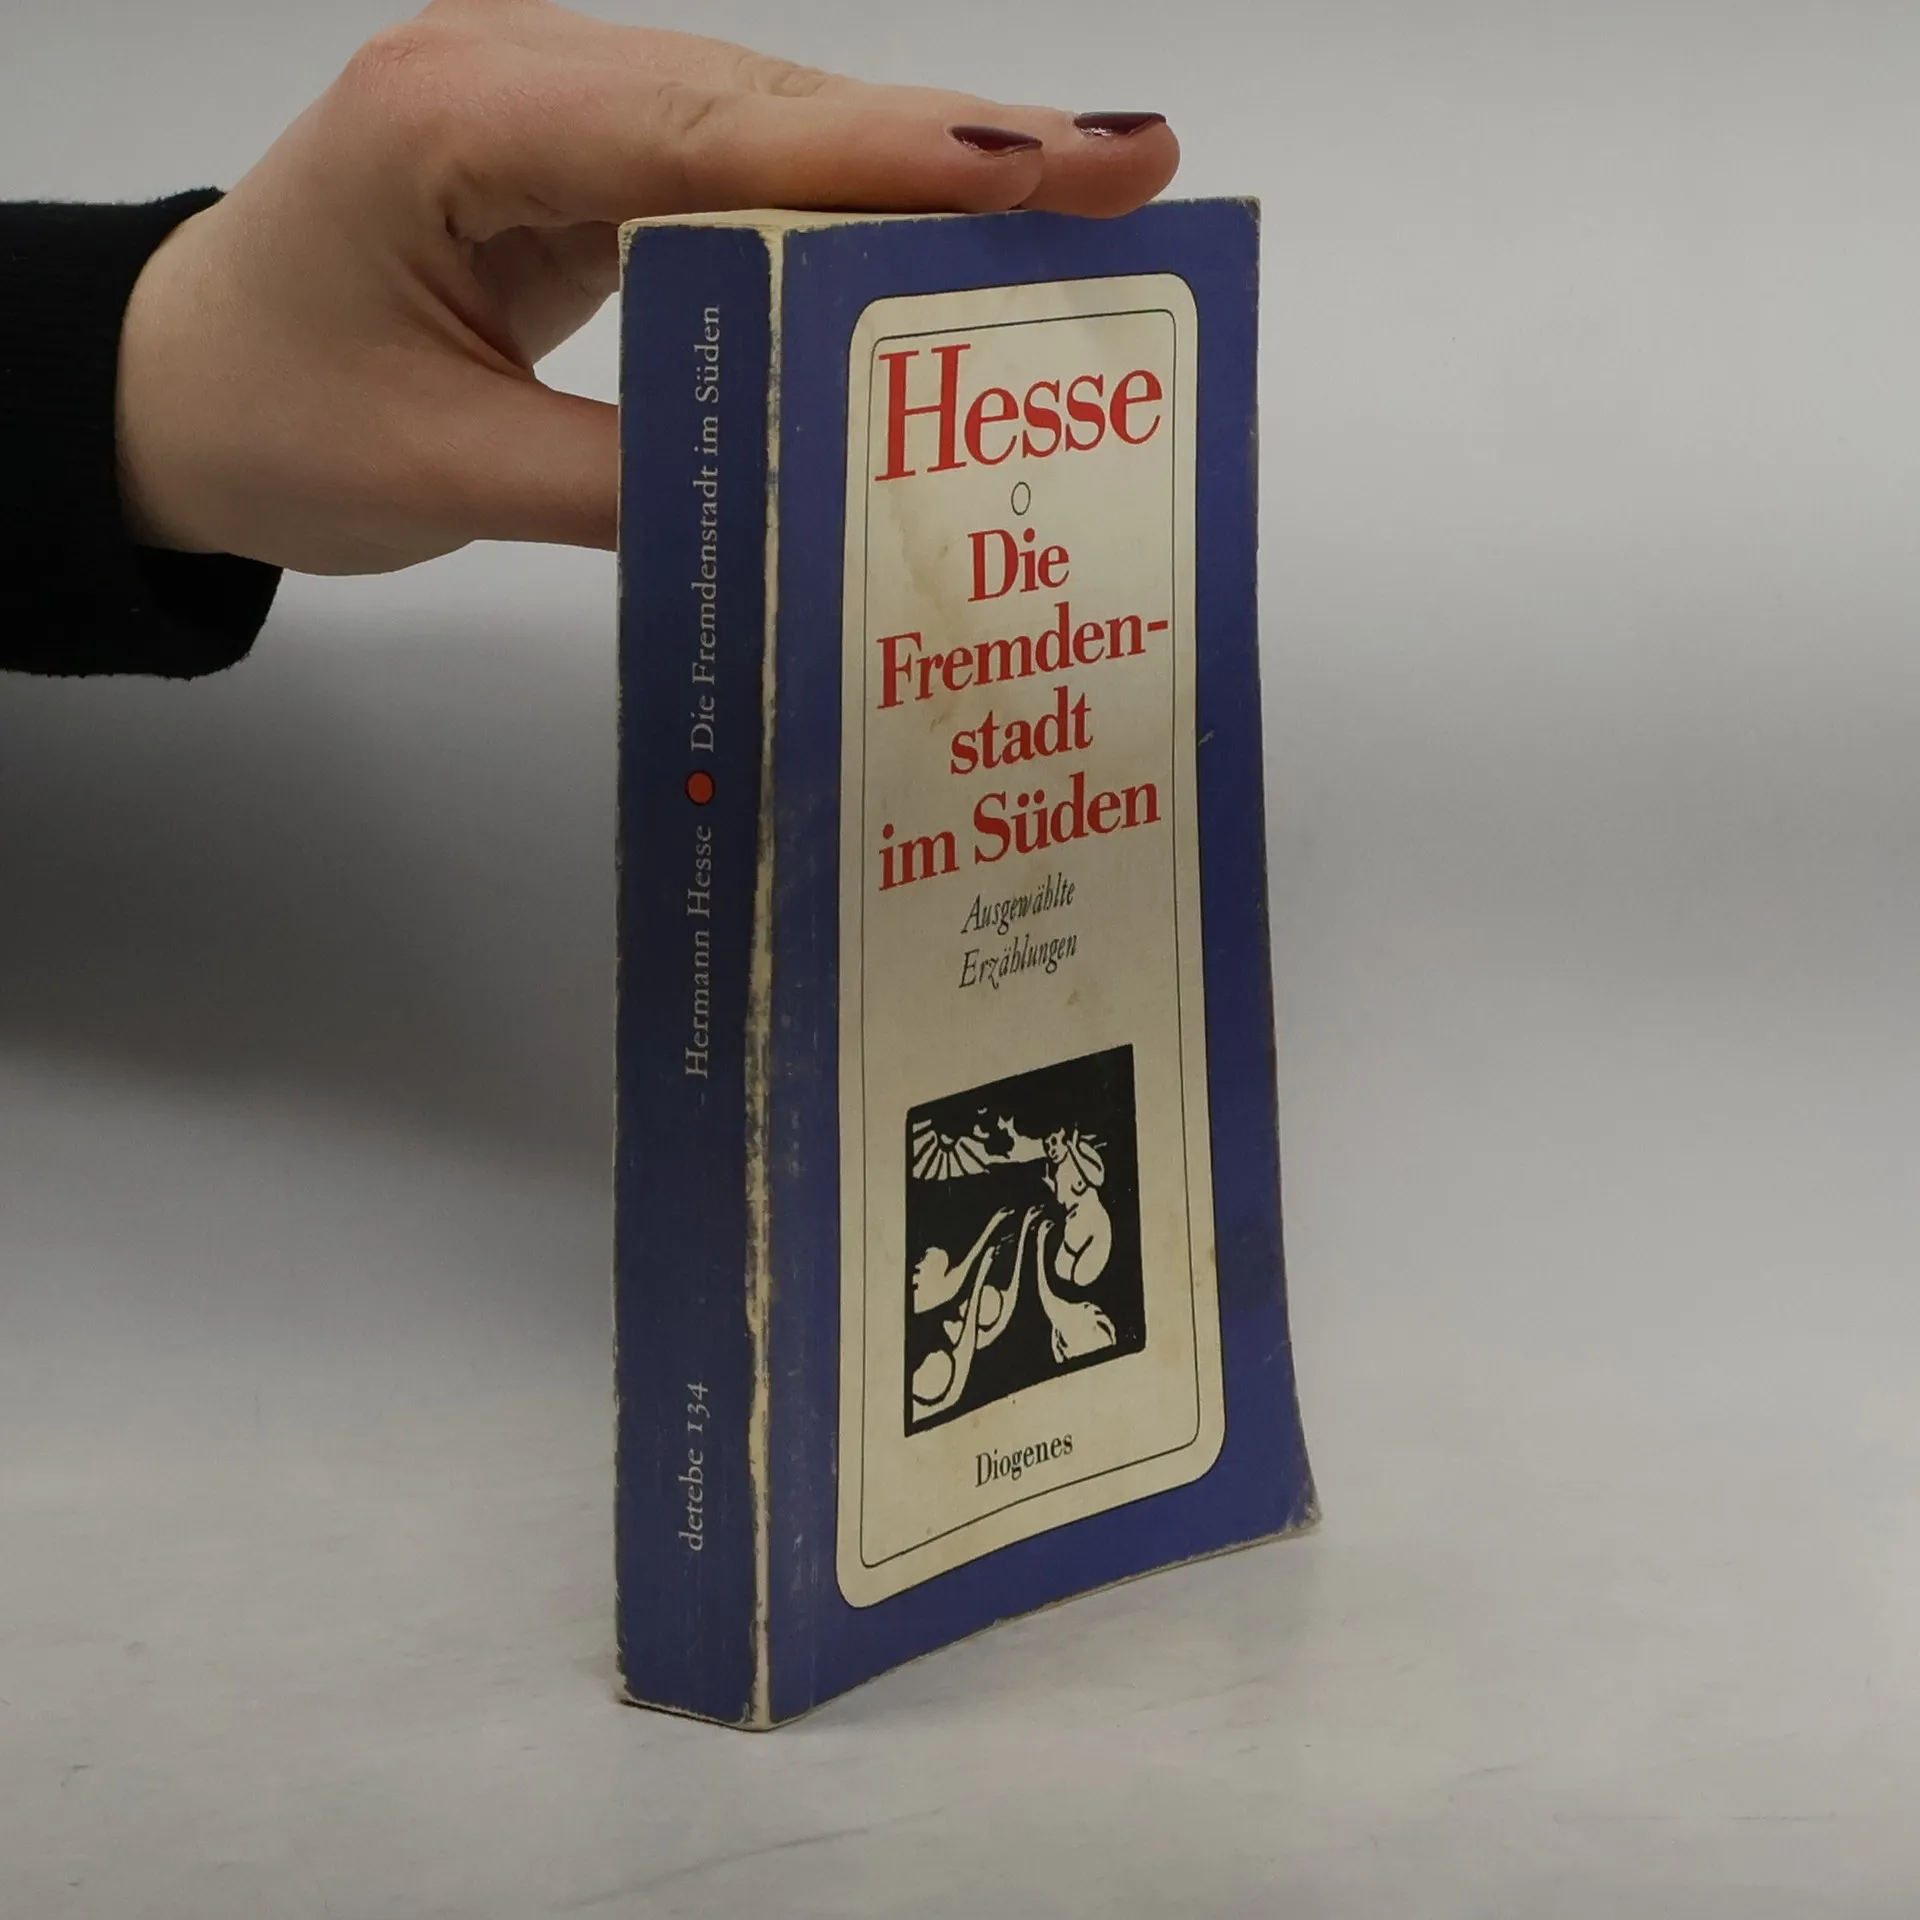 Hesse
Die
Fremden-
stadt
im Süden
Ausgewählte
Erzählungen
Diogenes
Hermann Hesse Die Fremdenstadt im Süden
detebe 134